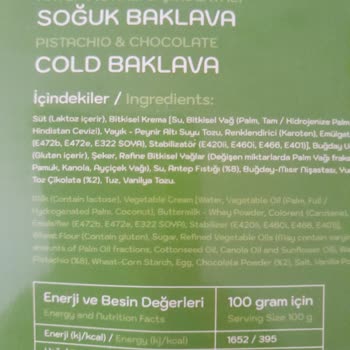 SOĞUK BAKLAVA
PISTACHIO & CHOCOLATE
COLD BAKLAVA
İçindekiler / Ingredients:
Süt (Laktoz içerir), Bitkisel Krema [Su, Bitkisel Yağ (Palm, Tam / Hidrojenize Palm
Hindistan Cevizi), Yayık - Peynir Altı Suyu Tozu, Renklendirici (Karoten), Emülgatör
(E472b, E472e, E322 SOYA), Stabilizatör (E420ii, E460i, E466, E401)], Buğday
(Gluten içerir), Şeker, Rafine Bitkisel Yağlar (Değişen miktarlarda Palm Yağı
Pamuk, Kanola, Ayçiçek Yağı), Su, Antep Fıstığı (%8), Buğday-Mısır Nişastası,
Toz Çikolata (%2), Tuz, Vanilya Tozu.
Milk (Contain lactose), Vegetable Cream [Water, Vegetable Oil (Palm, Full /
Hydrogenated Palm, Coconut), Buttermilk - Whey Powder, Colorent (Carotene),
Emulsifier (E472b, E472e, E322 SOYA), Stabilizer (E420ii, E460i, E466, E401)],
Wheat Flour (Contain gluten), Sugar, Refined Vegetable Oils (May contain varying
amounts of Palm Oil fractions, Cottonseed Oil, Canola Oil and Sunflower Oil),
Pistachio (%8), Wheat-Corn Starch, Egg, Chocolate Powder (%2), Salt, Vanilla
Enerji ve Besin Değerleri
Energy and Nutrition Facts
100 gram için
Serving Size 100 g
Enerji (kj/kcal) / Energy (kj/kcal)
1652 / 395